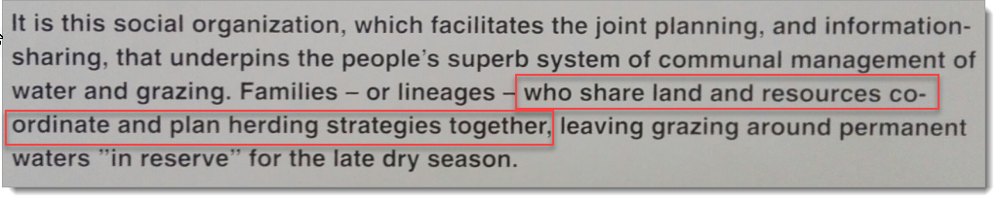 It is this social organization, which facilitates the joint planning, and information-
sharing, that underpins the people's superb system of communal management of
water and grazing. Families – or lineages – who share land and resources co-
ordinate and plan herding strategies together, leaving grazing around permanent
waters ”in reserve” for the late dry season.